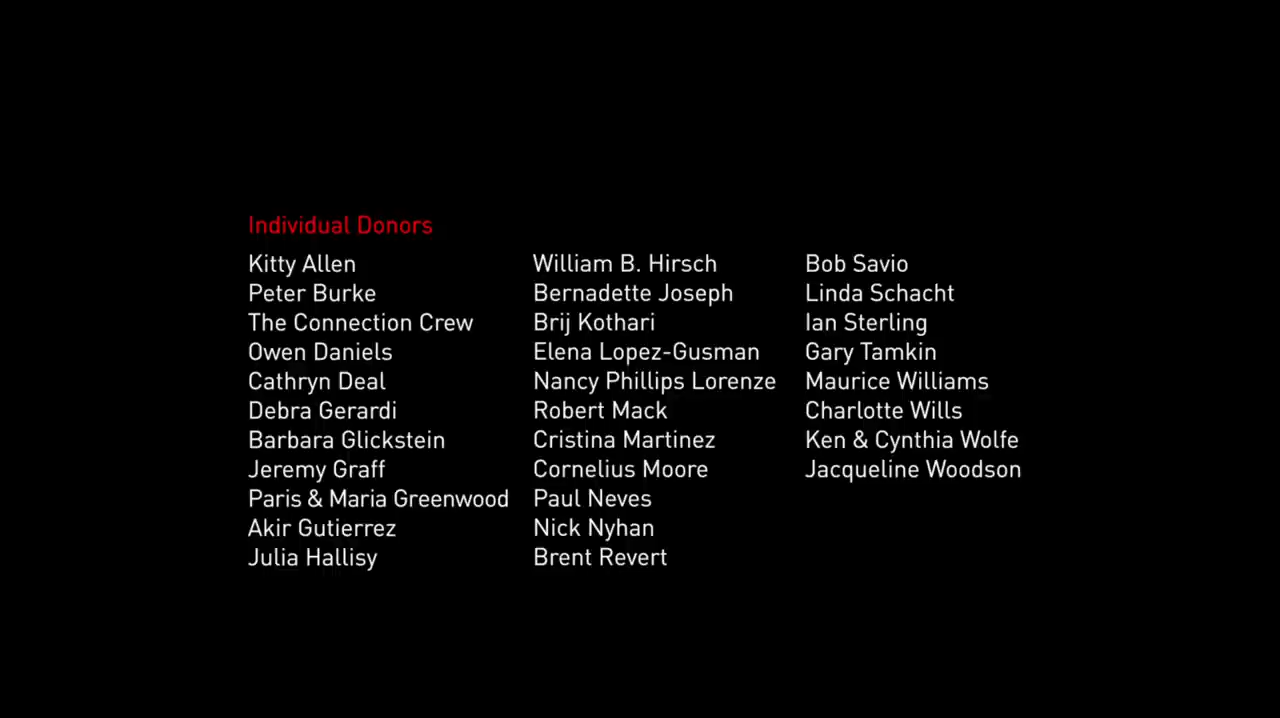 Individual Donors
Kitty Allen
Peter Burke
The Connection Crew
Owen Daniels
Cathryn Deal
Debra Gerardi
Barbara Glickstein
Jeremy Graff
Paris & Maria Greenwood
Akir Gutierrez
Julia Hallisy
William B. Hirsch
Bernadette Joseph
Brij Kothari
Elena Lopez-Gusman
Nancy Phillips Lorenze
Robert Mack
Cristina Martinez
Cornelius Moore
Paul Neves
Nick Nyhan
Brent Revert
Bob Savio
Linda Schacht
Ian Sterling
Gary Tamkin
Maurice Williams
Charlotte Wills
Ken & Cynthia Wolfe
Jacqueline Woodson